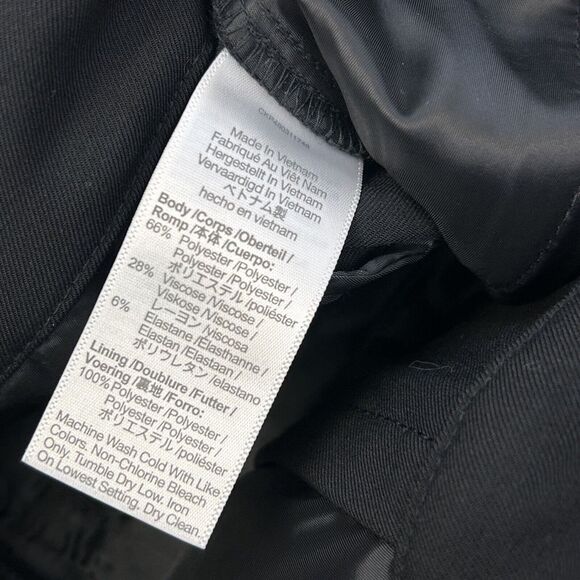 Made In Vietnam
Fabriqué Au Viêt Nam
Hergestellt In Vietnam
Vervaardigd In Vietnam
ベトナム製
hecho en vietnam
Body /Corps /Oberteil /
Romp /本体 /Cuerpo:
66% Polyester /Polyester /
Polyester /Polyester /
ポリエステル /poliéster
28% Viscose /Viscose /
Viskose /Viscose /
レーヨン /Viscosa
6% Elastane /Élasthanne /
Elastan /Elastaan /
ポリウレタン /elastano
Lining /Doublure /Futter /
Voering /裏地 /Forro:
100% Polyester /Polyester /
Polyester /Polyester /
ポリエステル /poliéster
Machine Wash Cold With Like
Colors. Non-Chlorine Bleach
Only. Tumble Dry Low. Iron
On Lowest Setting. Dry Clean.